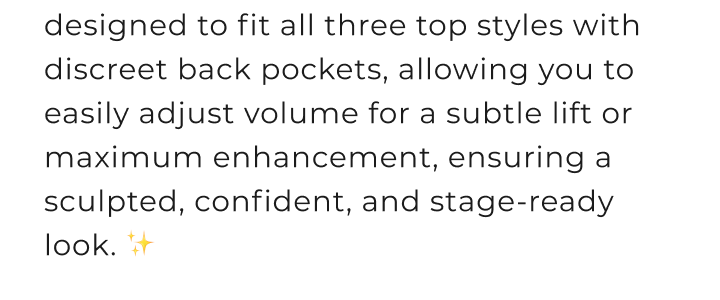 designed to fit all three top styles with
discreet back pockets, allowing you to
easily adjust volume for a subtle lift or
maximum enhancement, ensuring a
sculpted, confident, and stage-ready
look. ✨